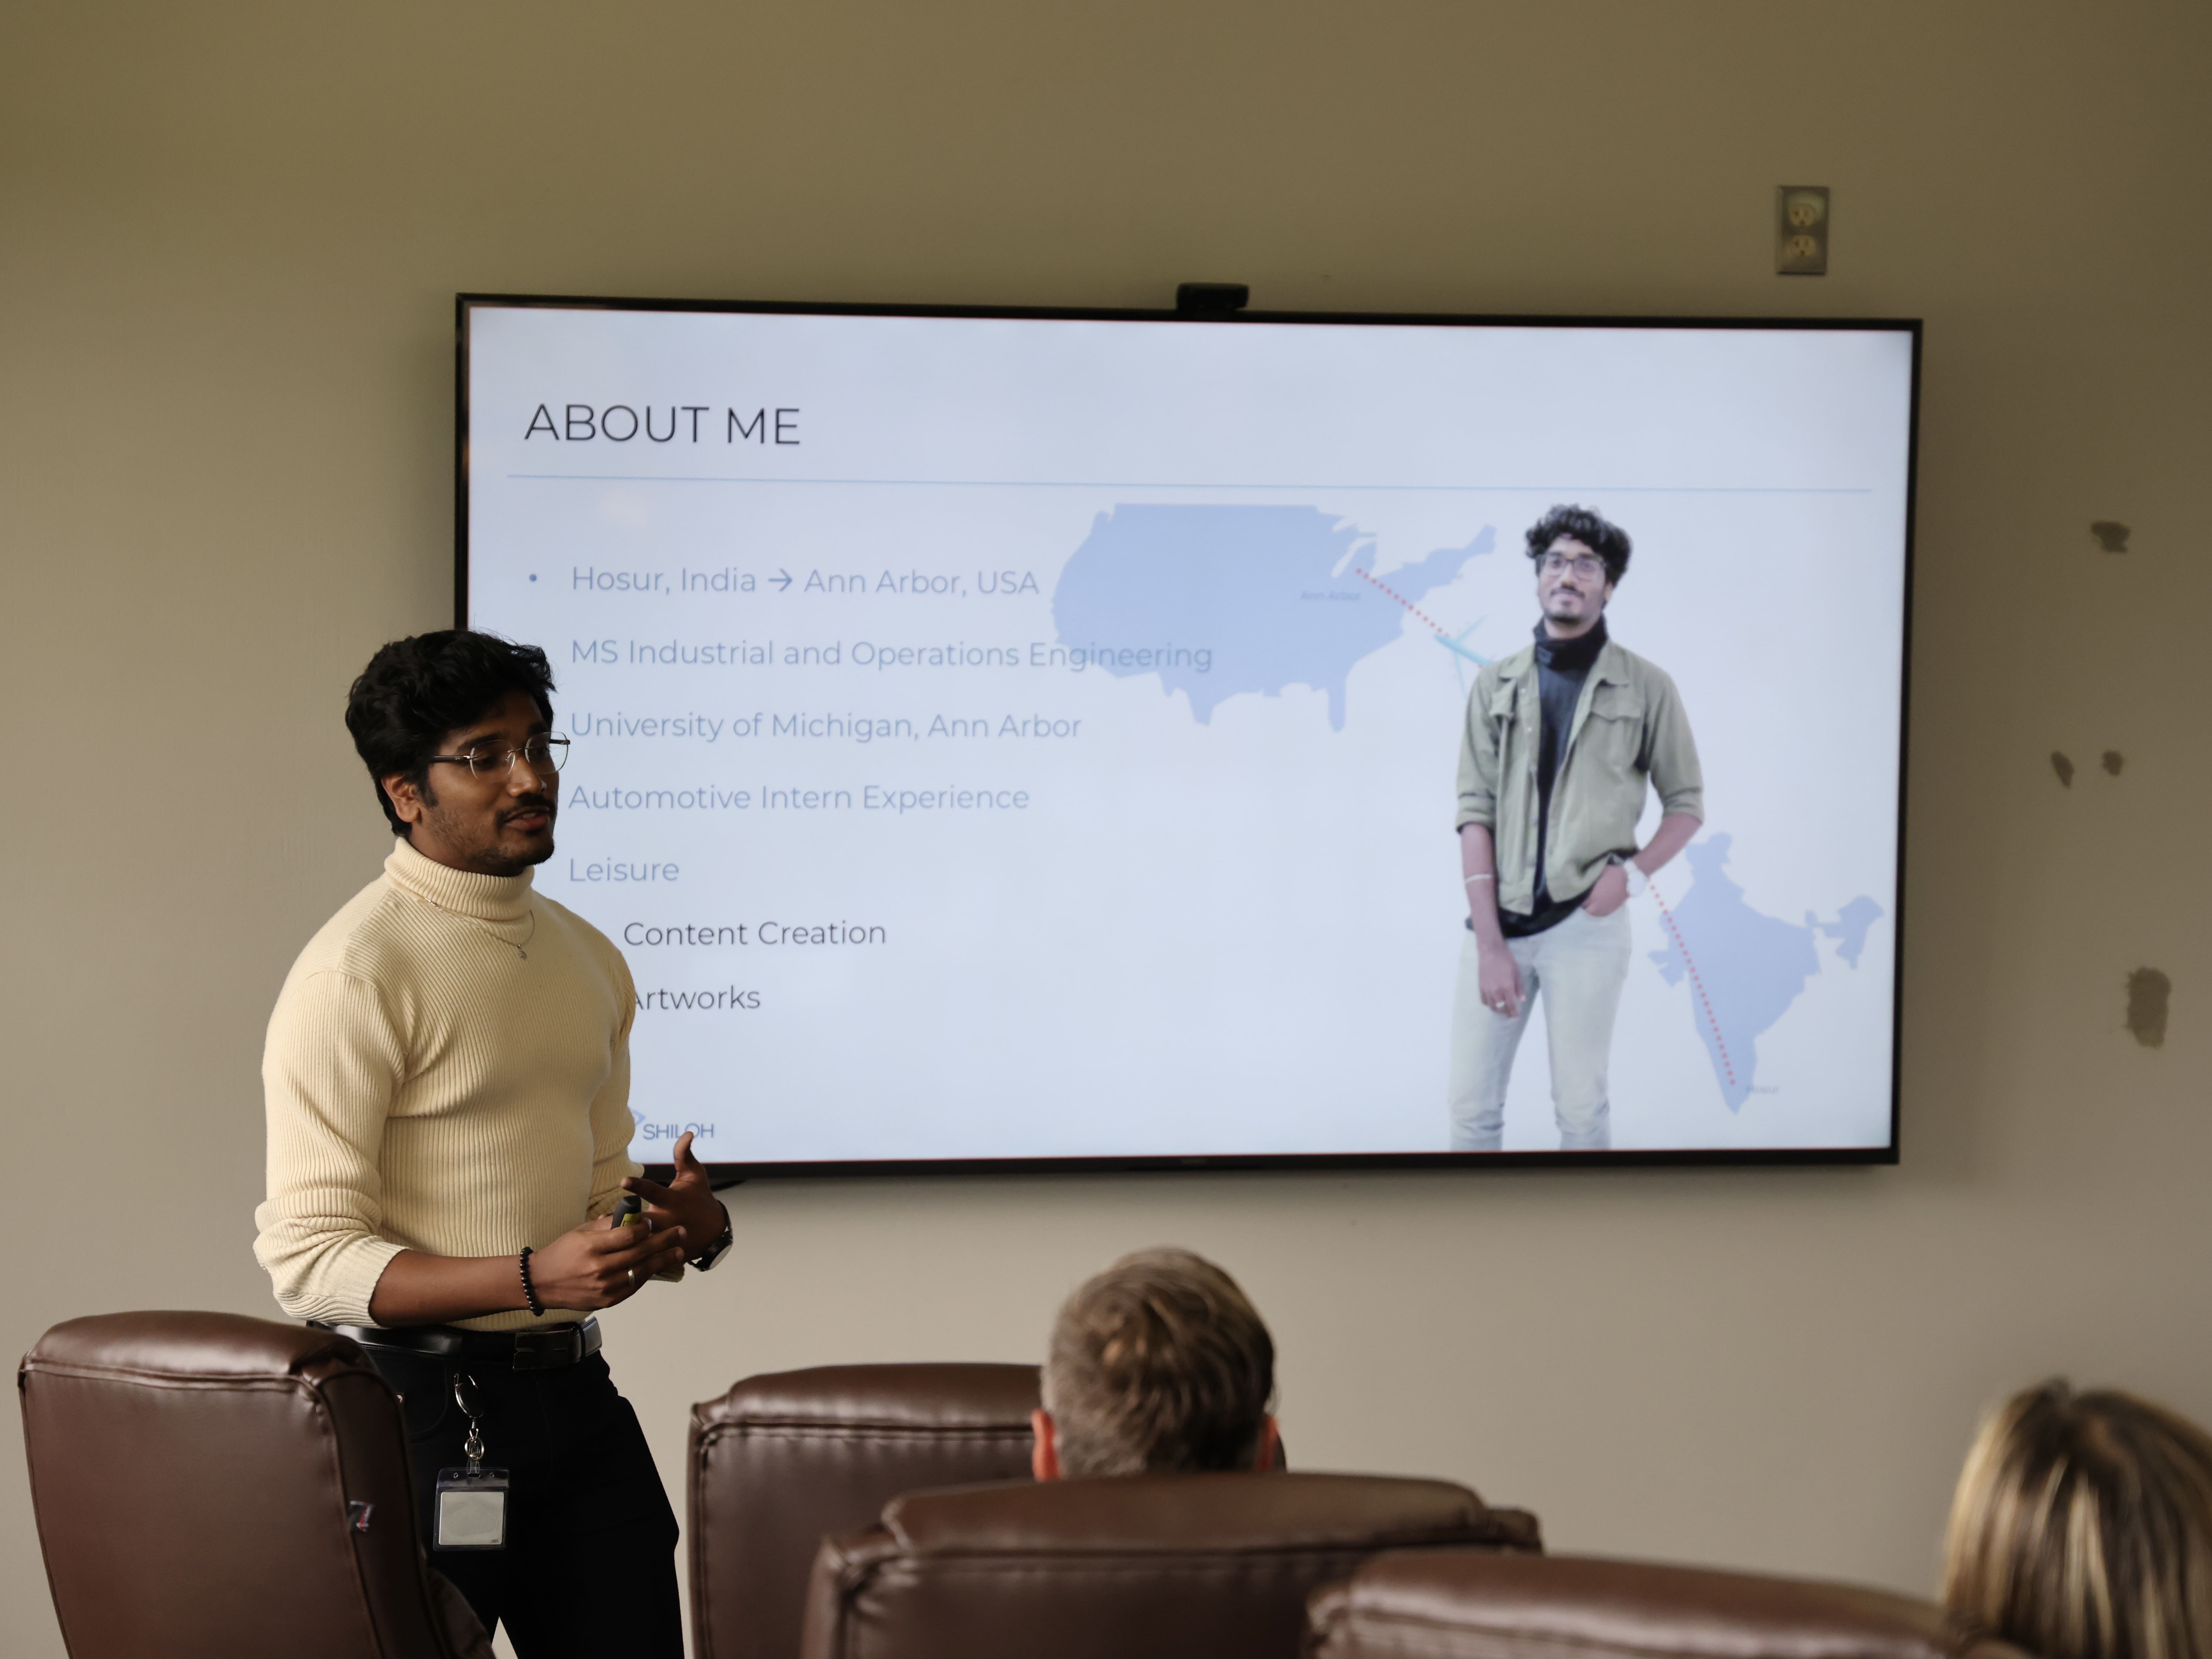 ABOUT ME
• Hosur, India → Ann Arbor, USA
MS Industrial and Operations Engineering
University of Michigan, Ann Arbor
Automotive Intern Experience
Leisure
Content Creation
Artworks
SHILOH
Ann Arbor
Hosur